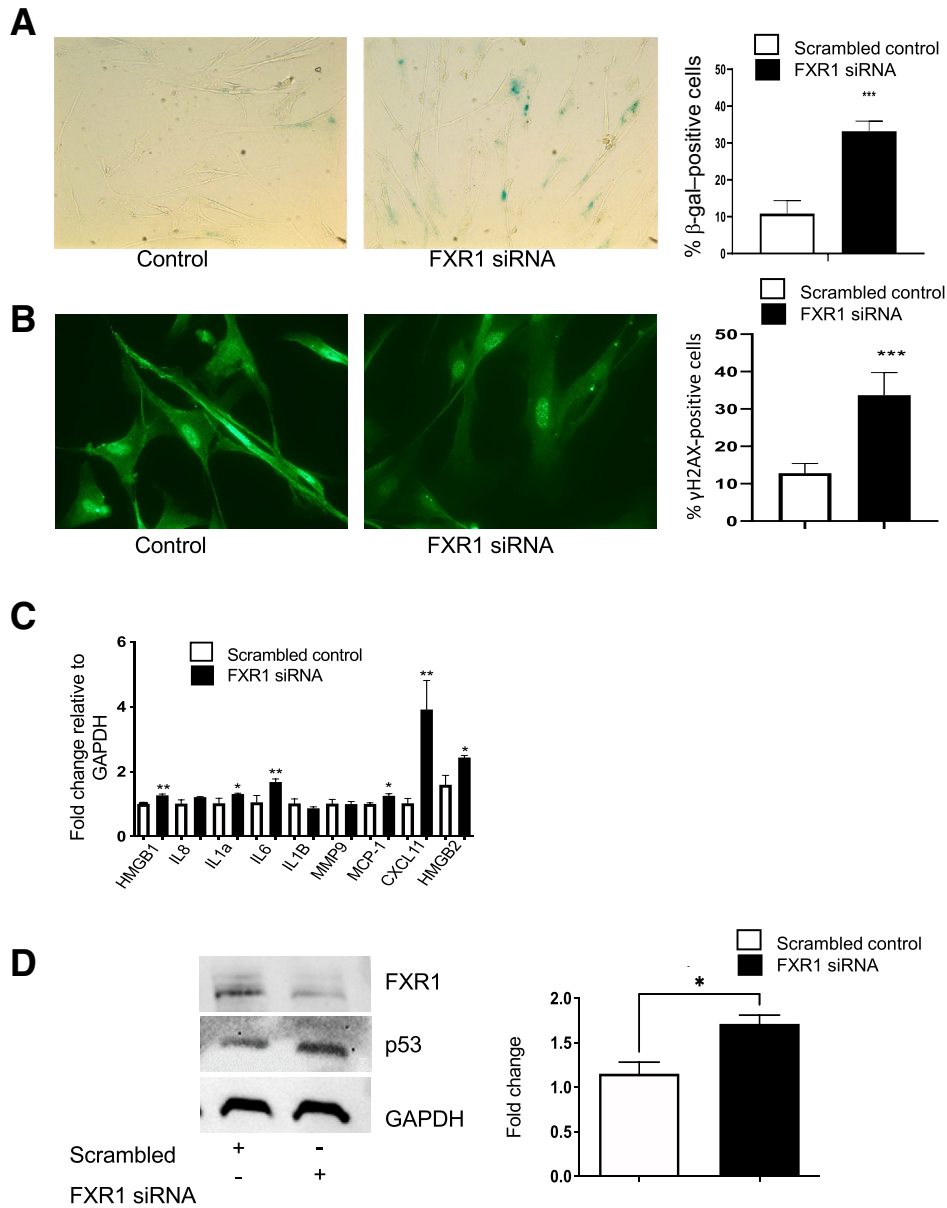 A
Control
FXR1 siRNA
Scrambled control
FXR1 siRNA
% β-gal–positive cells
50
40
30
20
10
0
***
B
Control
FXR1 siRNA
Scrambled control
FXR1 siRNA
% γH2AX-positive cells
50
40
30
20
10
0
***
C
Fold change relative to
GAPDH
6
4
2
0
Scrambled control
FXR1 siRNA
**
*
**
*
**
*
HMGB1
IL8
IL1a
IL6
IL1B
MMP9
MCP-1
CXCL11
HMGB2
D
FXR1
p53
GAPDH
Scrambled + -
FXR1 siRNA - +
Scrambled control
FXR1 siRNA
Fold change
2.0
1.5
1.0
0.5
0.0
*